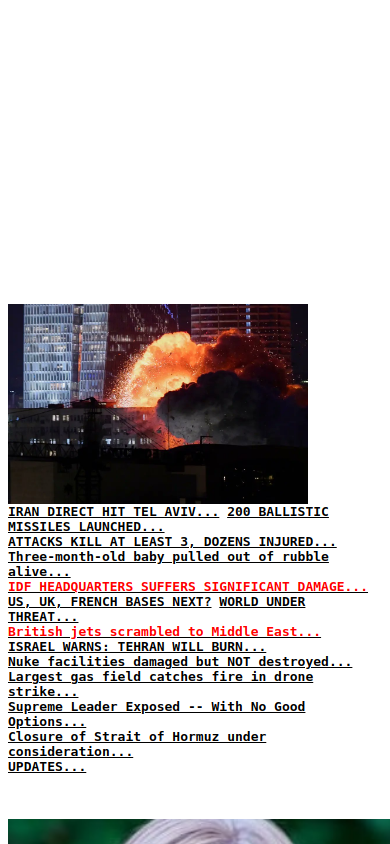 IRAN DIRECT HIT TEL AVIV... 200 BALLISTIC
MISSILES LAUNCHED...
ATTACKS KILL AT LEAST 3, DOZENS INJURED...
Three-month-old baby pulled out of rubble
alive...
IDF HEADQUARTERS SUFFERS SIGNIFICANT DAMAGE...
US, UK, FRENCH BASES NEXT? WORLD UNDER
THREAT...
British jets scrambled to Middle East...
ISRAEL WARNS: TEHRAN WILL BURN...
Nuke facilities damaged but NOT destroyed...
Largest gas field catches fire in drone
strike...
Supreme Leader Exposed -- With No Good
Options...
Closure of Strait of Hormuz under
consideration...
UPDATES...